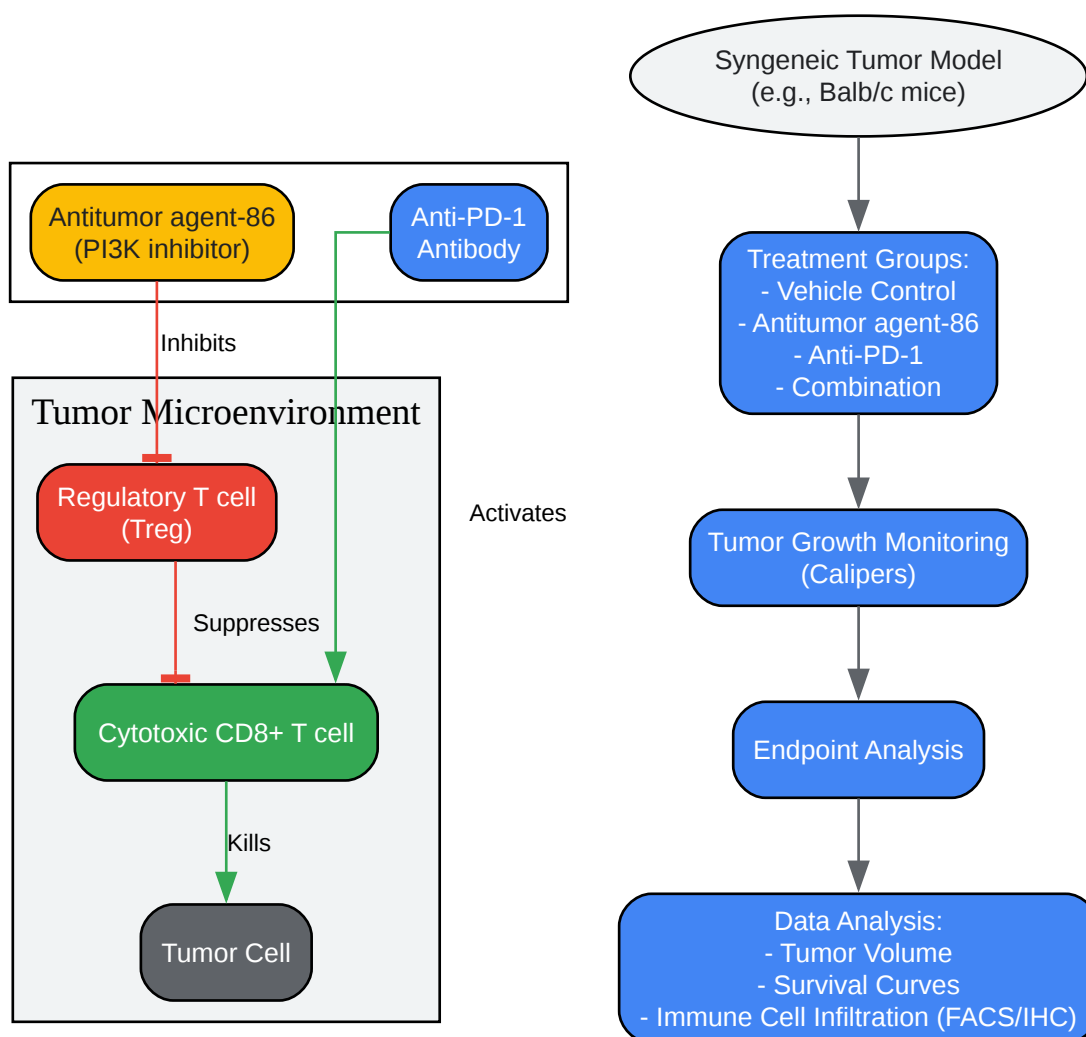 Antitumor agent-86
(PI3K inhibitor)
Anti-PD-1
Antibody
Inhibits
Tumor Microenvironment
Regulatory T cell
(Treg)
Activates
Suppresses
Cytotoxic CD8+ T cell
Kills
Tumor Cell
Syngeneic Tumor Model
(e.g., Balb/c mice)
Treatment Groups:
- Vehicle Control
- Antitumor agent-86
- Anti-PD-1
- Combination
Tumor Growth Monitoring
(Calipers)
Endpoint Analysis
Data Analysis:
- Tumor Volume
- Survival Curves
- Immune Cell Infiltration (FACS/IHC)